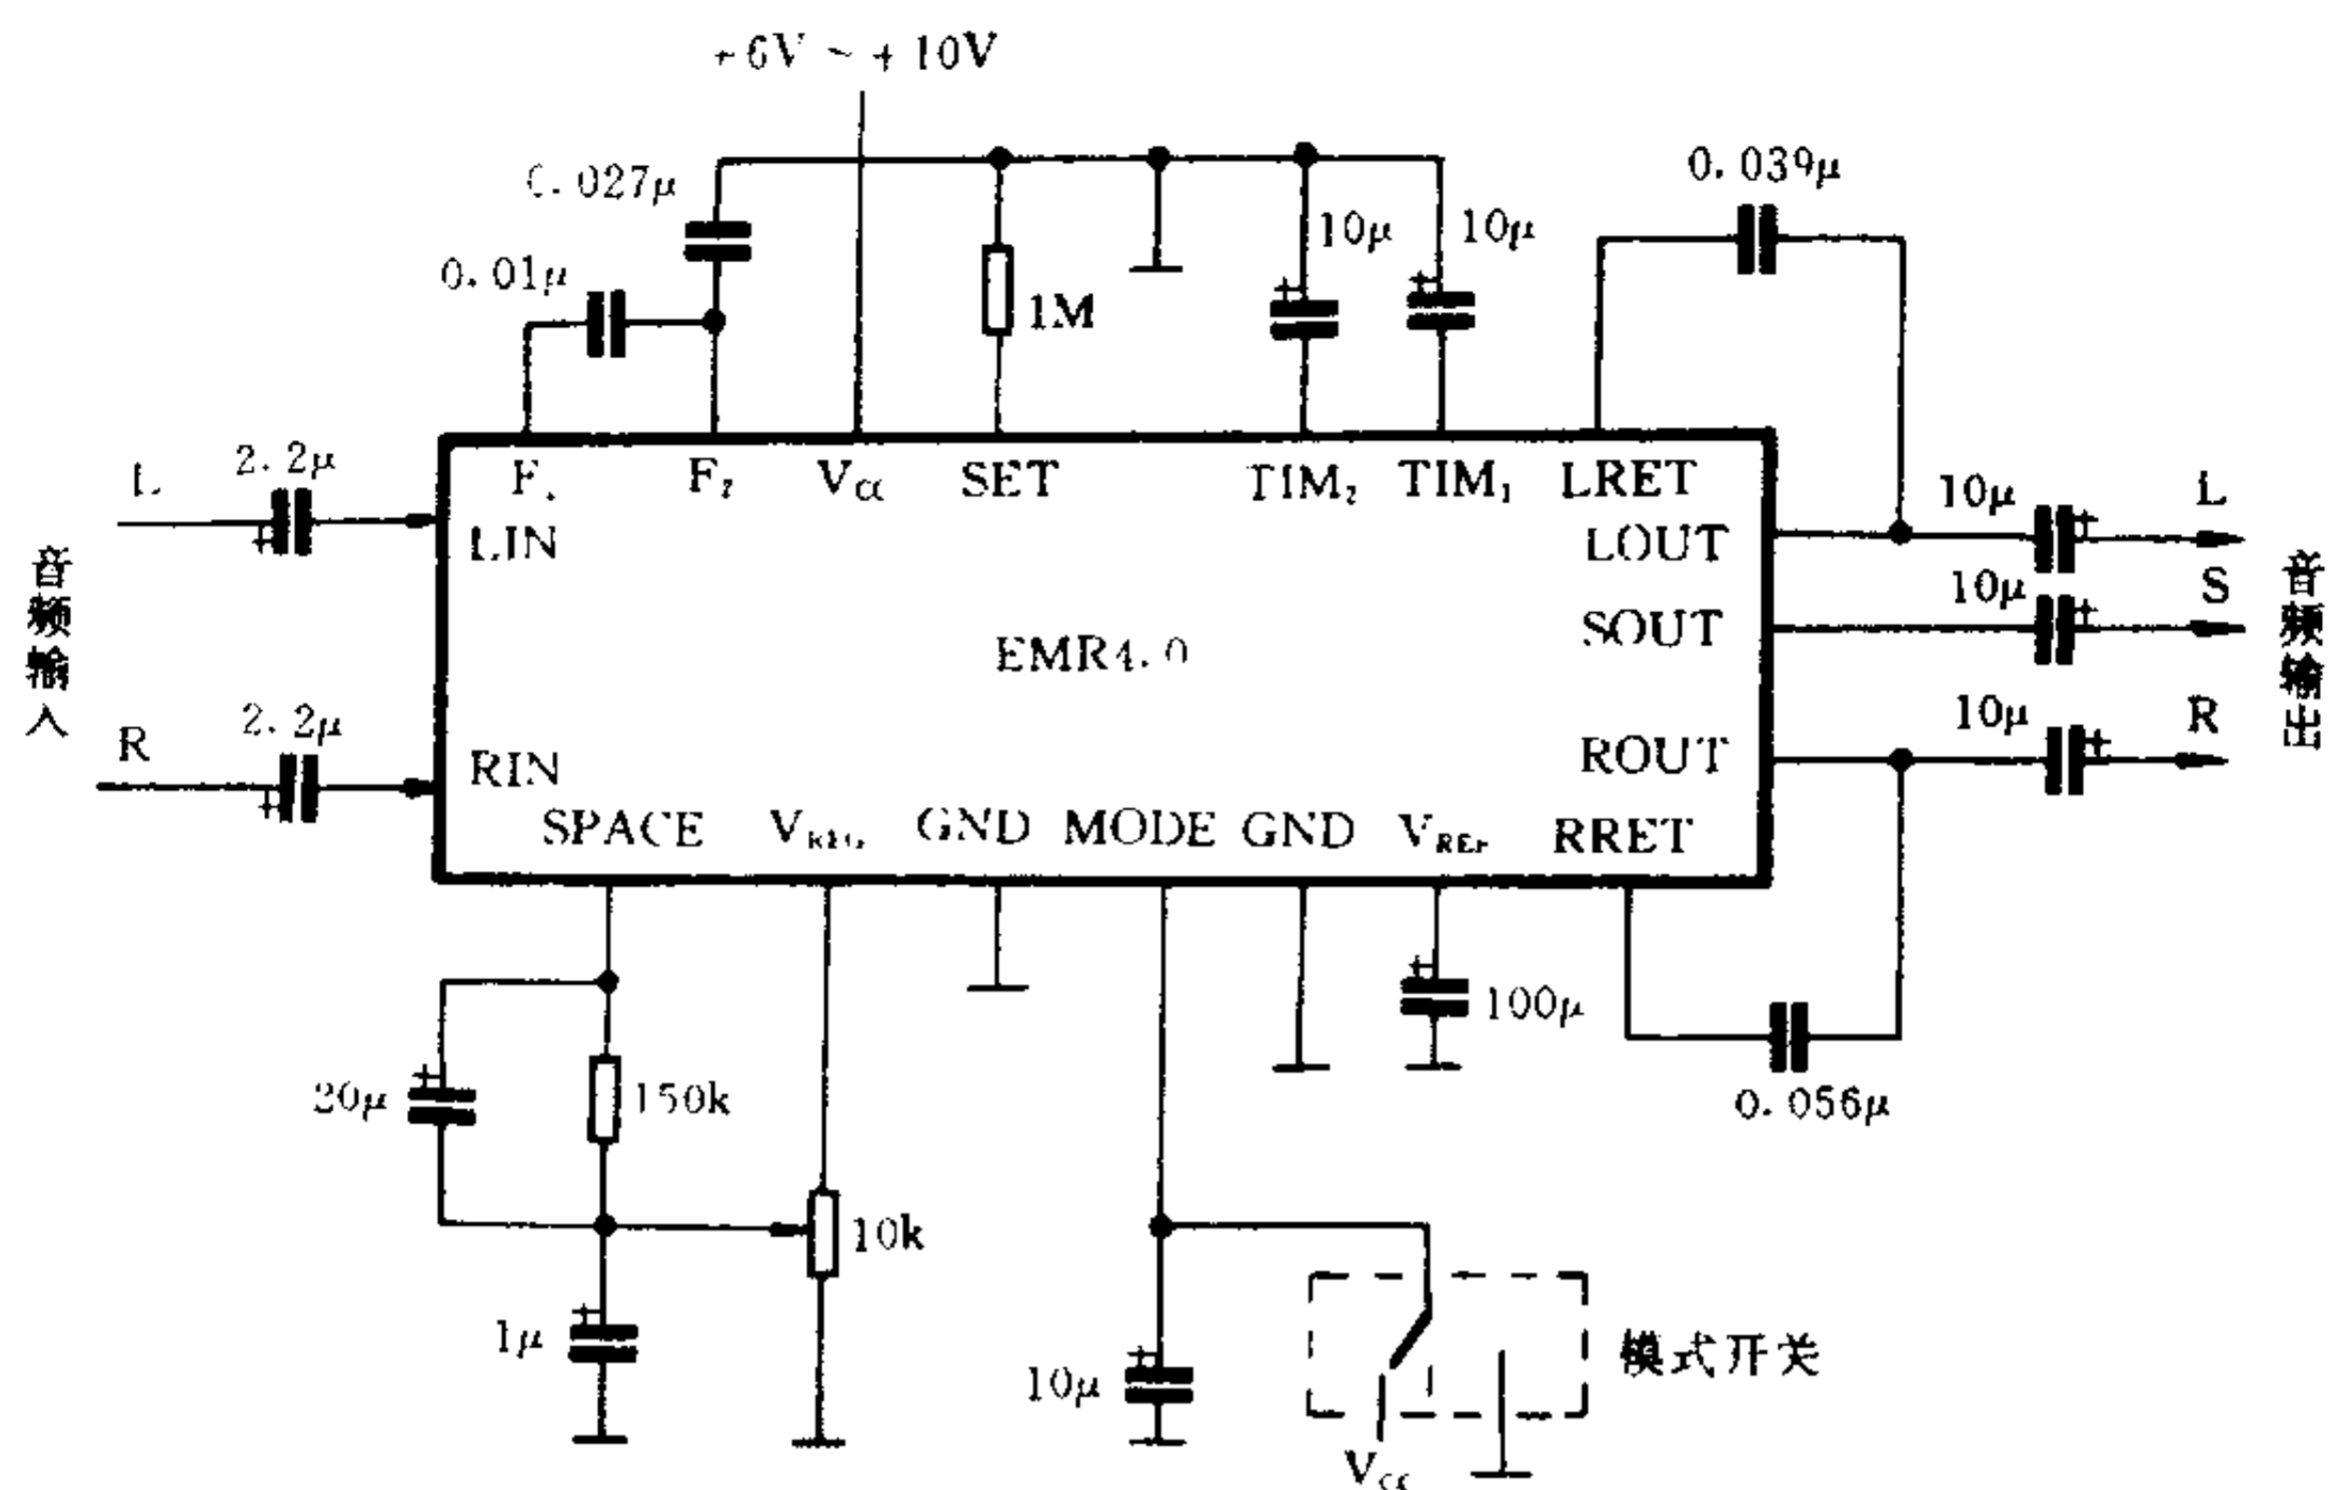 +6V ~ +10V
0.027μ
0.039μ
10μ
10μ
0.01μ
1M
L
2.2μ
F₁
F₂
Vcc
SET
TIM₂
TIM₁
LRET
LIN
LOUT
10μ
L
音频输入
SOUT
10μ
S
音频输出
EMR4.0
R
2.2μ
RIN
ROUT
10μ
R
SPACE
GND
MODE
GND
V_REF
RRET
100μ
20μ
150k
0.056μ
10k
1μ
10μ
模式开关
Vcc